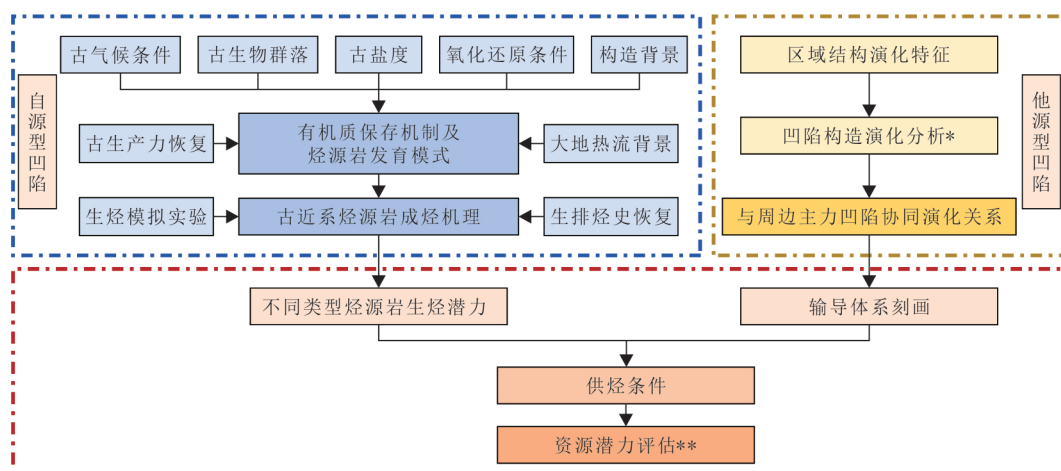 古气候条件
古生物群落
古盐度
氧化还原条件
构造背景
自源型凹陷
古生产力恢复
有机质保存机制及
烃源岩发育模式
大地热流背景
生烃模拟实验
古近系烃源岩成烃机理
生排烃史恢复
区域结构演化特征
他源型凹陷
凹陷构造演化分析*
与周边主力凹陷协同演化关系
不同类型烃源岩生烃潜力
输导体系刻画
供烃条件
资源潜力评估**